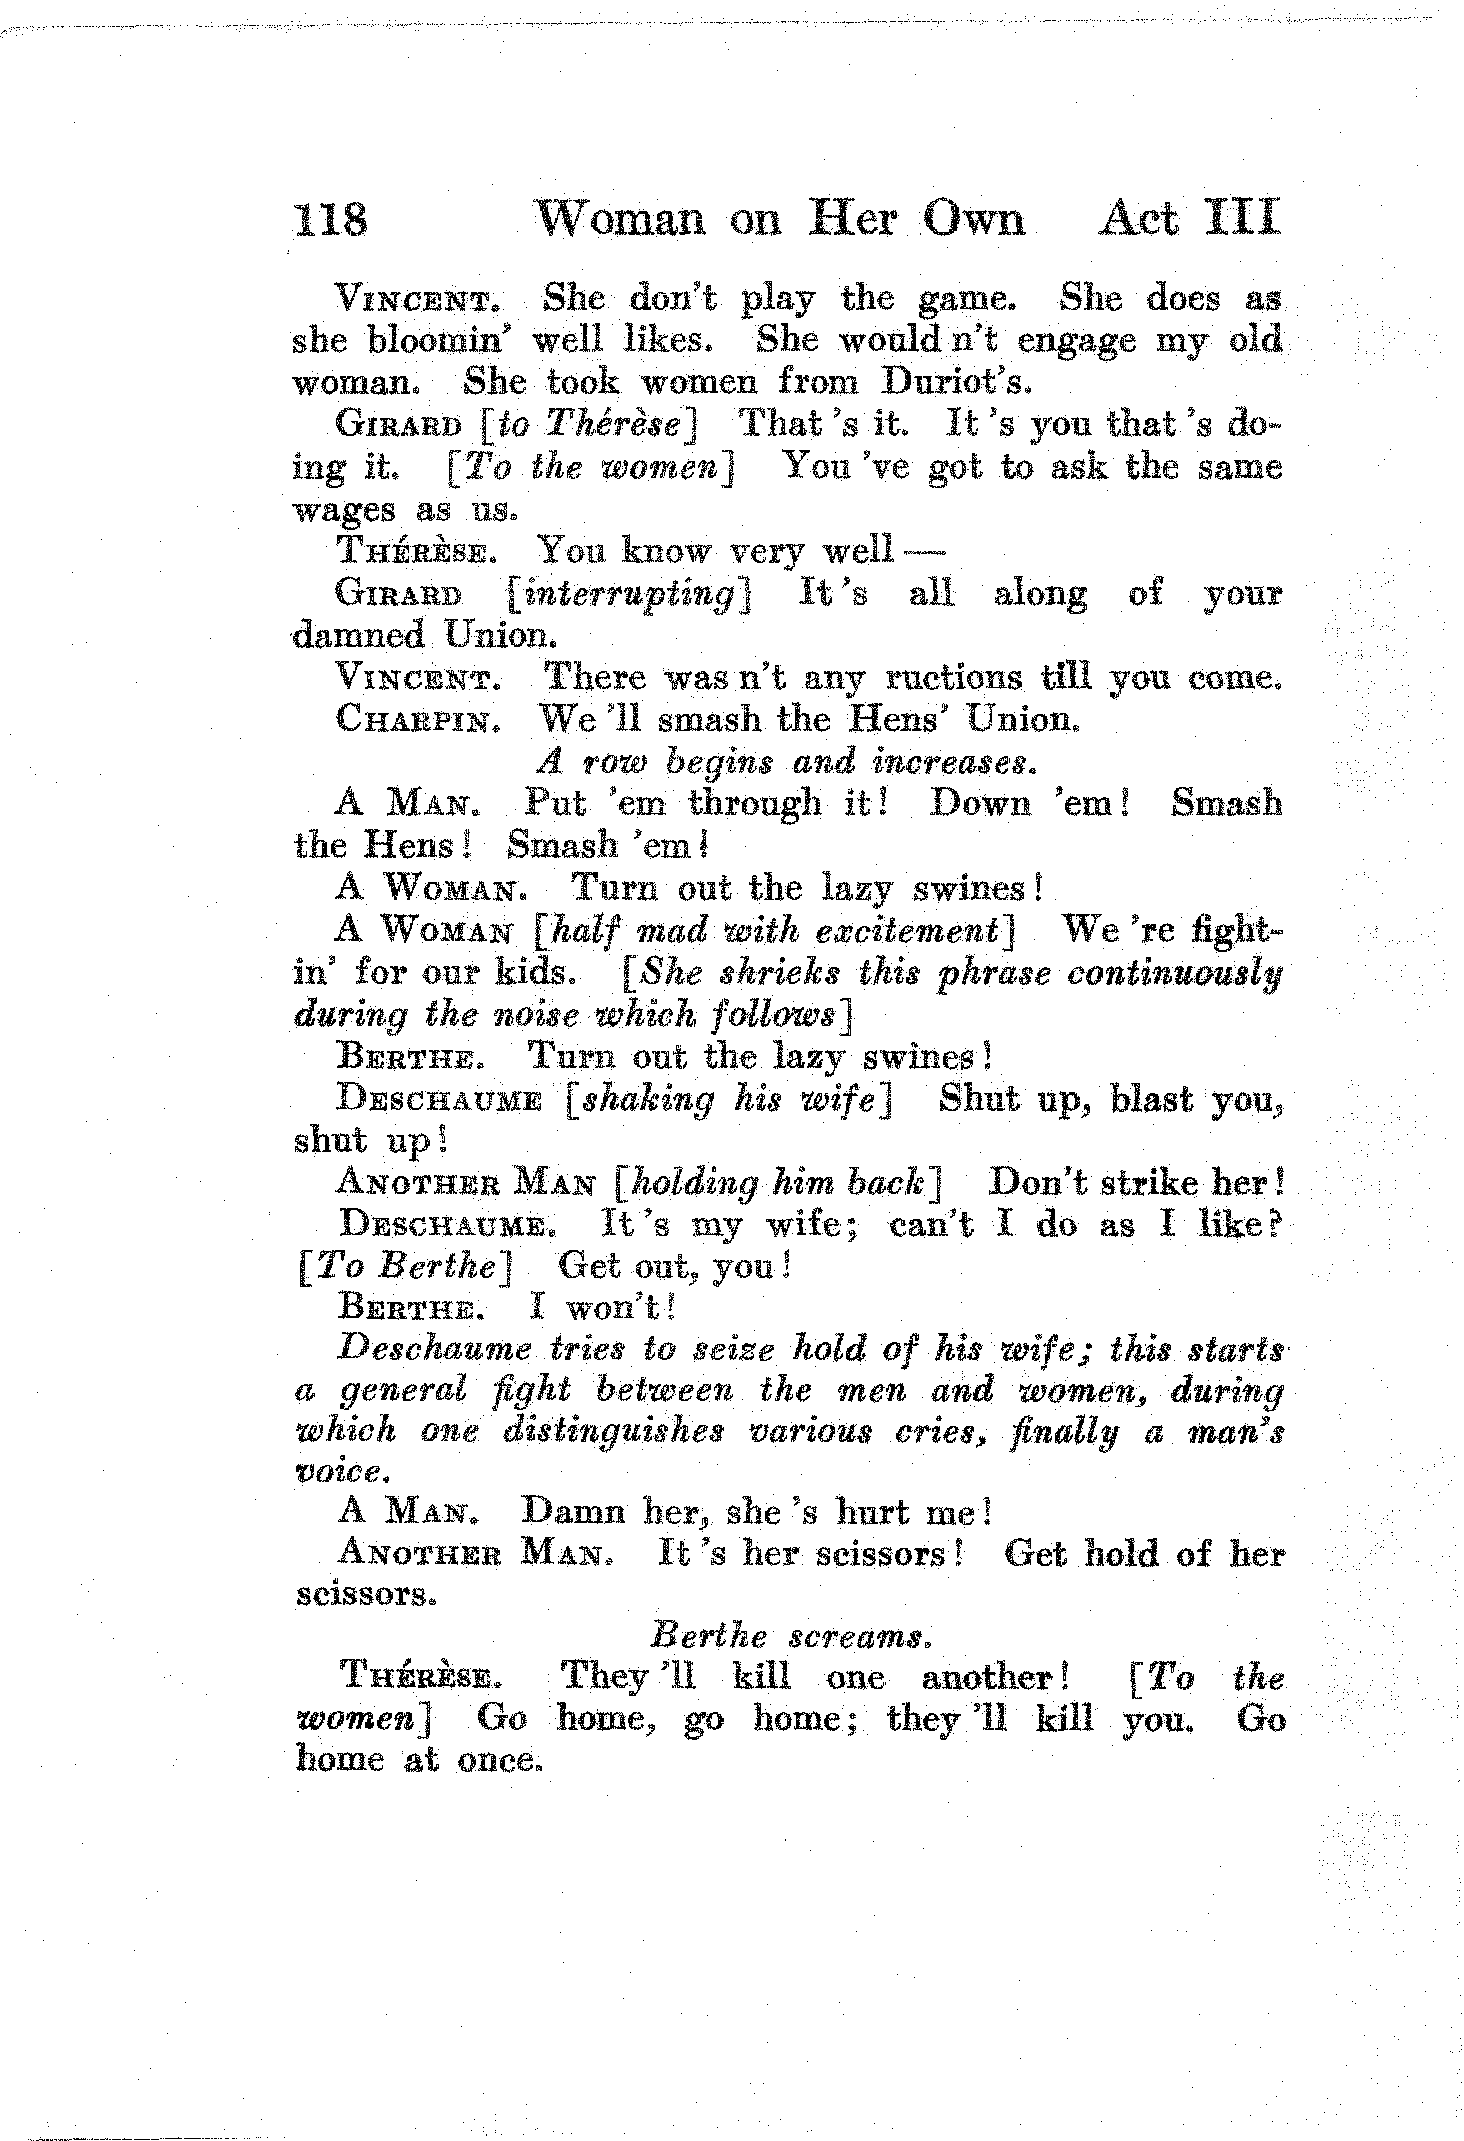 118 Woman on Her Own Act III
VINCENT. She don't play the game. She does as
she bloomin' well likes. She would n't engage my old
woman. She took women from Duriot's.
GIRARD [to Thérèse] That 's it. It 's you that 's do-
ing it. [To the women] You 've got to ask the same
wages as us.
THÉRÈSE. You know very well —
GIRARD [interrupting] It 's all along of your
damned Union.
VINCENT. There was n't any ructions till you come.
CHARPIN. We 'll smash the Hens' Union.
A row begins and increases.
A MAN. Put 'em through it! Down 'em! Smash
the Hens! Smash 'em!
A WOMAN. Turn out the lazy swines!
A WOMAN [half mad with excitement] We 're fight-
in' for our kids. [She shrieks this phrase continuously
during the noise which follows]
BERTHE. Turn out the lazy swines!
DESCHAUME [shaking his wife] Shut up, blast you,
shut up!
ANOTHER MAN [holding him back] Don't strike her!
DESCHAUME. It 's my wife; can't I do as I like?
[To Berthe] Get out, you!
BERTHE. I won't!
Deschaume tries to seize hold of his wife; this starts
a general fight between the men and women, during
which one distinguishes various cries, finally a man's
voice.
A MAN. Damn her, she 's hurt me!
ANOTHER MAN. It 's her scissors! Get hold of her
scissors.
Berthe screams.
THÉRÈSE. They 'll kill one another! [To the
women] Go home, go home; they 'll kill you. Go
home at once.